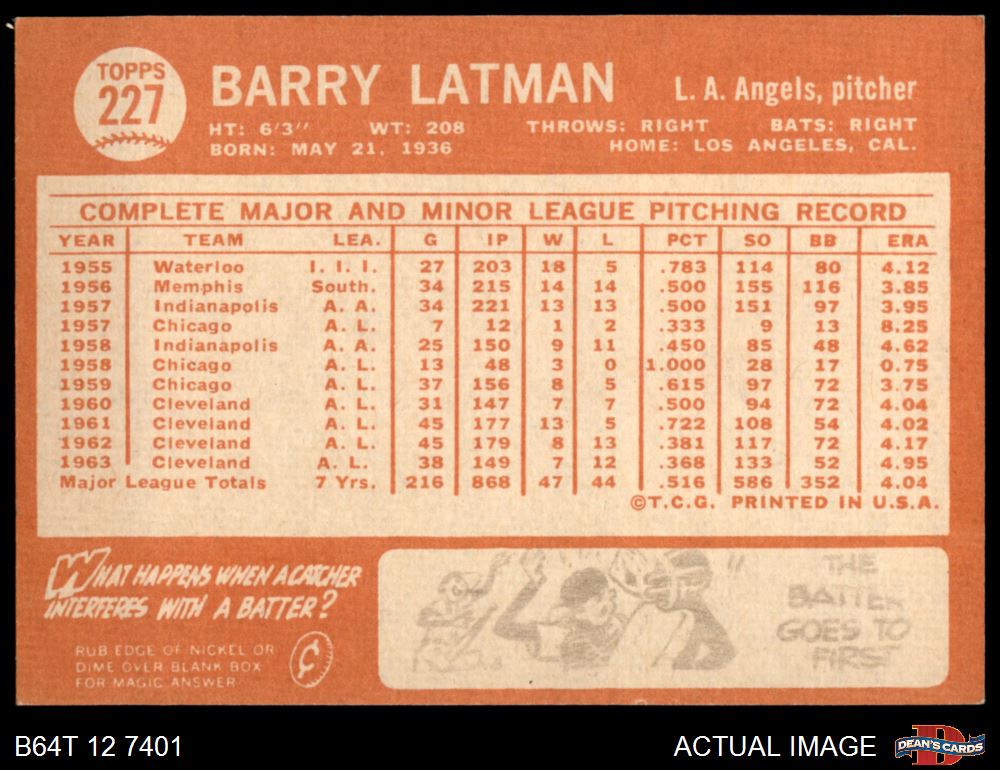 TOPPS
227
BARRY LATMAN
L. A. Angels, pitcher
HT: 6'3" WT: 208 THROWS: RIGHT BATS: RIGHT
BORN: MAY 21, 1936 HOME: LOS ANGELES, CAL.
COMPLETE MAJOR AND MINOR LEAGUE PITCHING RECORD
YEAR TEAM LEA. G IP W L PCT SO BB ERA
1955 Waterloo I. I. I. 27 203 18 5 .783 114 80 4.12
1956 Memphis South. 34 215 14 14 .500 155 116 3.85
1957 Indianapolis A. A. 34 221 13 13 .500 151 97 3.95
1957 Chicago A. L. 7 12 1 2 .333 9 13 8.25
1958 Indianapolis A. A. 25 150 9 11 .450 85 48 4.62
1958 Chicago A. L. 13 48 3 0 1.000 28 17 0.75
1959 Chicago A. L. 37 156 8 5 .615 97 72 3.75
1960 Cleveland A. L. 31 147 7 7 .500 94 72 4.04
1961 Cleveland A. L. 45 177 13 5 .722 108 54 4.02
1962 Cleveland A. L. 45 179 8 13 .381 117 72 4.17
1963 Cleveland A. L. 38 149 7 12 .368 133 52 4.95
Major League Totals 7 Yrs. 216 868 47 44 .516 586 352 4.04
©T.C.G. PRINTED IN U.S.A.
WHAT HAPPENS WHEN A CATCHER
INTERFERES WITH A BATTER?
RUB EDGE OF NICKEL OR
DIME OVER BLANK BOX
FOR MAGIC ANSWER
THE
BATTER
GOES TO
FIRST
B64T 12 7401
ACTUAL IMAGE
DEAN'S CARDS